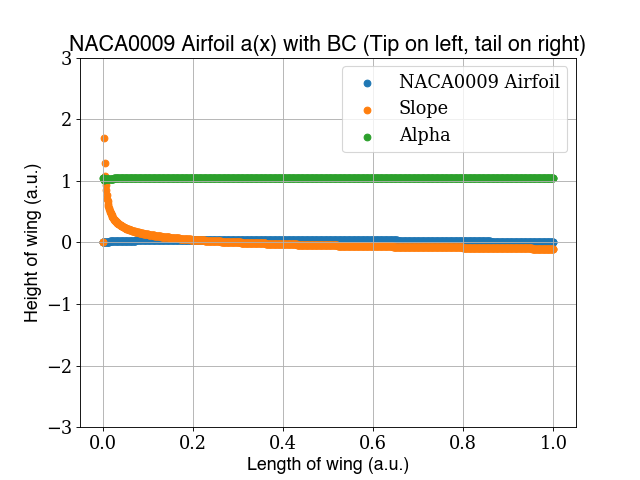 NACA0009 Airfoil a(x) with BC (Tip on left, tail on right)
NACA0009 Airfoil
Slope
Alpha
3
2
1
0
−1
−2
−3
Height of wing (a.u.)
0.0 0.2 0.4 0.6 0.8 1.0
Length of wing (a.u.)